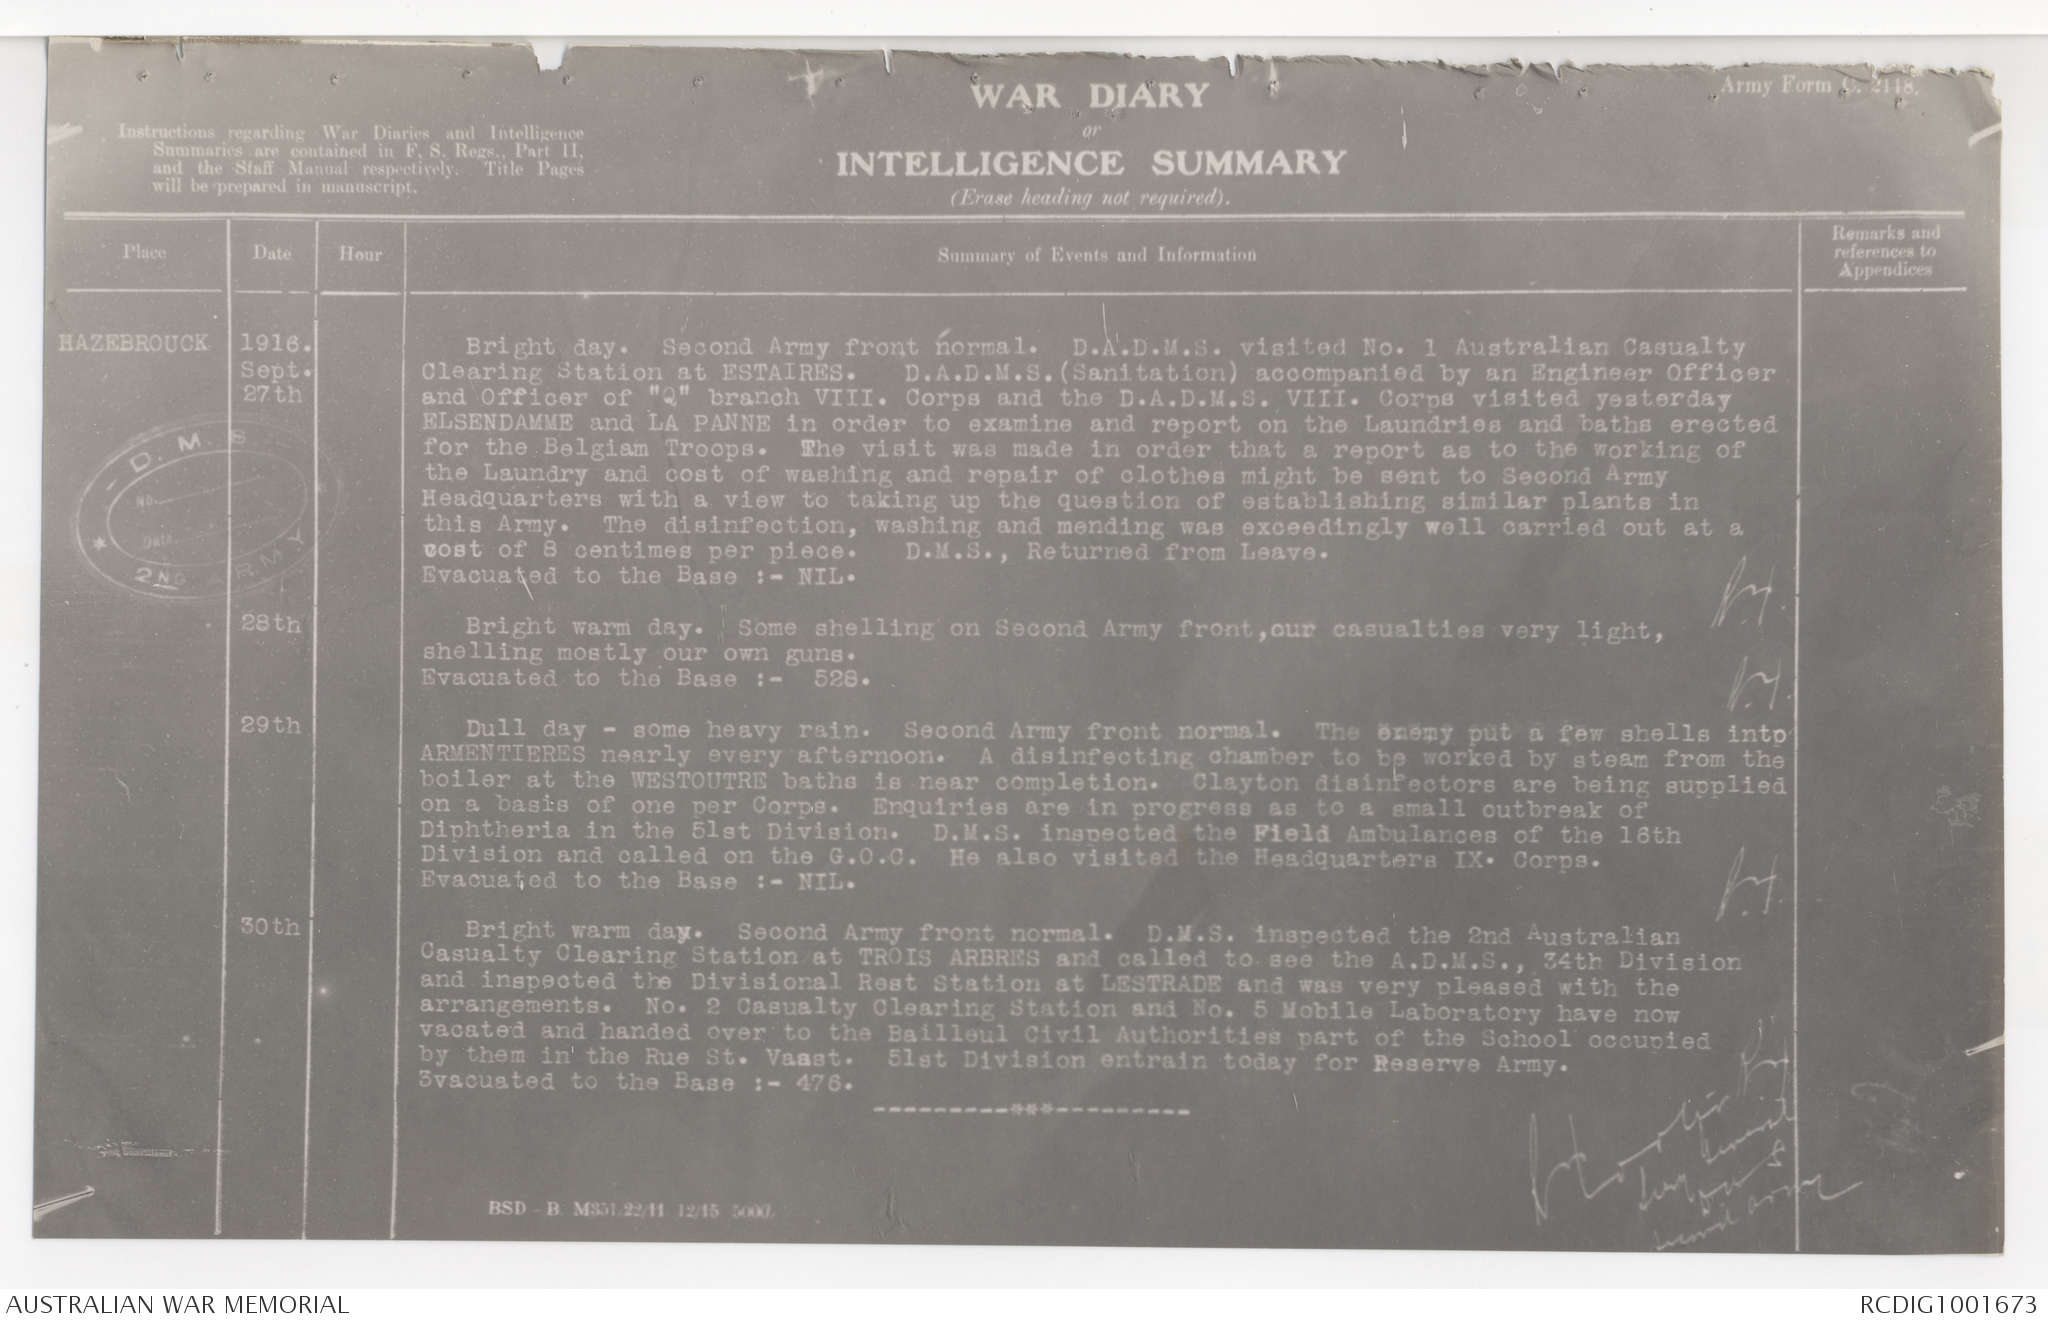 Army Form C. 2118.
WAR DIARY
or
INTELLIGENCE SUMMARY
(Erase heading not required).
Instructions regarding War Diaries and Intelligence
Summaries are contained in F. S. Regs., Part II,
and the Staff Manual respectively. Title Pages
will be prepared in manuscript.
Place
Date
Hour
Summary of Events and Information
Remarks and
references to
Appendices
HAZEBROUCK
1916.
Sept.
27th
Bright day. Second Army front normal. D.A.D.M.S. visited No. 1 Australian Casualty
Clearing Station at ESTAIRES. D.A.D.M.S.(Sanitation) accompanied by an Engineer Officer
and Officer of "Q" branch VIII. Corps and the D.A.D.M.S. VIII. Corps visited yesterday
ELSENDAMME and LA PANNE in order to examine and report on the Laundries and baths erected
for the Belgiam Troops. The visit was made in order that a report as to the working of
the Laundry and cost of washing and repair of clothes might be sent to Second Army
Headquarters with a view to taking up the question of establishing similar plants in
this Army. The disinfection, washing and mending was exceedingly well carried out at a
cost of 8 centimes per piece. D.M.S., Returned from Leave.
Evacuated to the Base :- NIL.
D.M.S
No.
Date
2ND ARMY
28th
Bright warm day. Some shelling on Second Army front,our casualties very light,
shelling mostly our own guns.
Evacuated to the Base :- 528.
29th
Dull day - some heavy rain. Second Army front normal. The enemy put a few shells into
ARMENTIERES nearly every afternoon. A disinfecting chamber to be worked by steam from the
boiler at the WESTOUTRE baths is near completion. Clayton disinfectors are being supplied
on a basis of one per Corps. Enquiries are in progress as to a small outbreak of
Diphtheria in the 51st Division. D.M.S. inspected the Field Ambulances of the 16th
Division and called on the G.O.C. He also visited the Headquarters IX. Corps.
Evacuated to the Base :- NIL.
30th
Bright warm day. Second Army front normal. D.M.S. inspected the 2nd Australian
Casualty Clearing Station at TROIS ARBRES and called to see the A.D.M.S., 34th Division
and inspected the Divisional Rest Station at LESTRADE and was very pleased with the
arrangements. No. 2 Casualty Clearing Station and No. 5 Mobile Laboratory have now
vacated and handed over to the Bailleul Civil Authorities part of the School occupied
by them in the Rue St. Vaast. 51st Division entrain today for Reserve Army.
3vacuated to the Base :- 476.
---------***---------
Surgeon General
DMS
Second Army
BSD - B. M351.22/11 12/15 5000.
AUSTRALIAN WAR MEMORIAL
RCDIG1001673